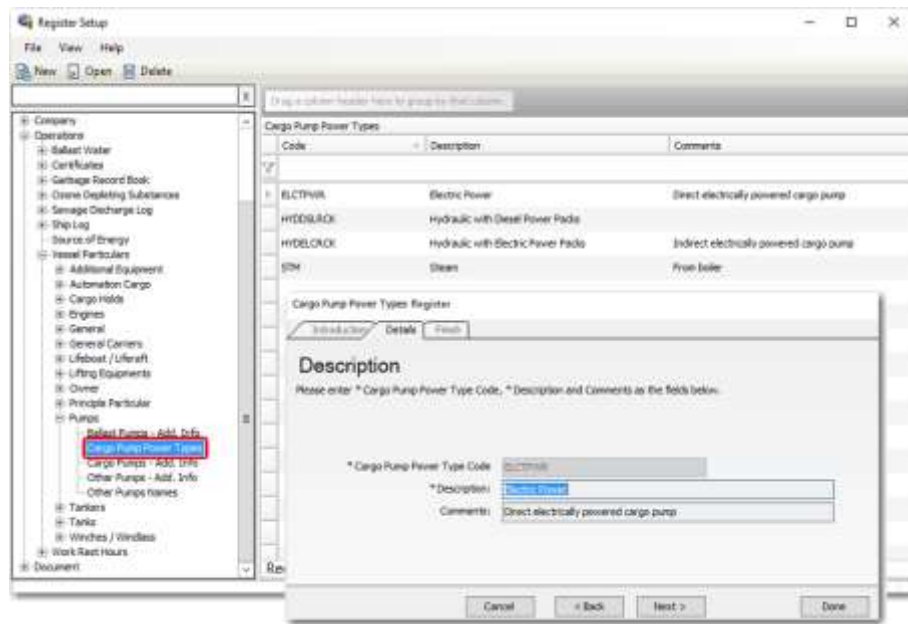 Register Setup
File View Help
New Open Delete
x
Drag a column header here to group by that column.
Company
Operations
Ballast Water
Certificates
Garbage Record Book
Ozone Depleting Substances
Sewage Discharge Log
Ship Log
Source of Energy
Vessel Particulars
Additional Equipment
Automation Cargo
Cargo Holds
Engines
General
General Carriers
Lifeboat / Liferaft
Lifting Equipments
Owner
Principle Particular
Pumps
Ballast Pumps - Add. Info
Cargo Pump Power Types
Cargo Pumps - Add. Info
Other Pumps - Add. Info
Other Pumps Names
Tankers
Tanks
Winches / Windlass
Work Rest Hours
Document
Cargo Pump Power Types
Code Description Comments
ELCTPWR Electric Power Direct electrically powered cargo pump
Hydraulic with Diesel Power Packs
Hydraulic with Electric Power Packs Indirect electrically powered cargo pump
STM Steam From boiler
Re
Cargo Pump Power Types Register
Introduction Details Finish
Description
Please enter * Cargo Pump Power Type Code, * Description and Comments as the fields below.
* Cargo Pump Power Type Code ELCTPWR
* Description: Electric Power
Comments: Direct electrically powered cargo pump
Cancel < Back Next > Done